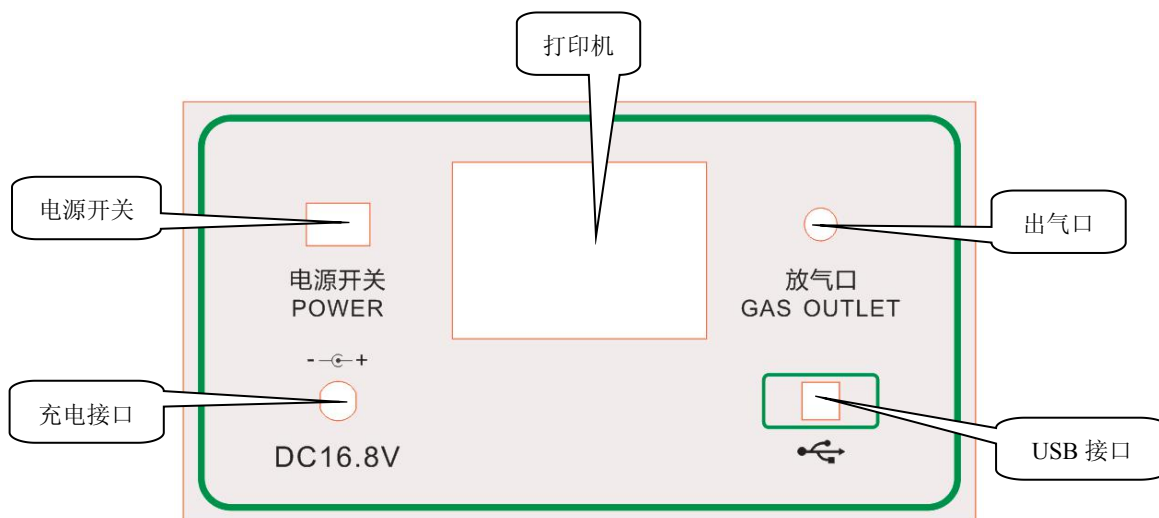 打印机
电源开关
出气口
电源开关
POWER
放气口
GAS OUTLET
- +
充电接口
DC16.8V
USB 接口